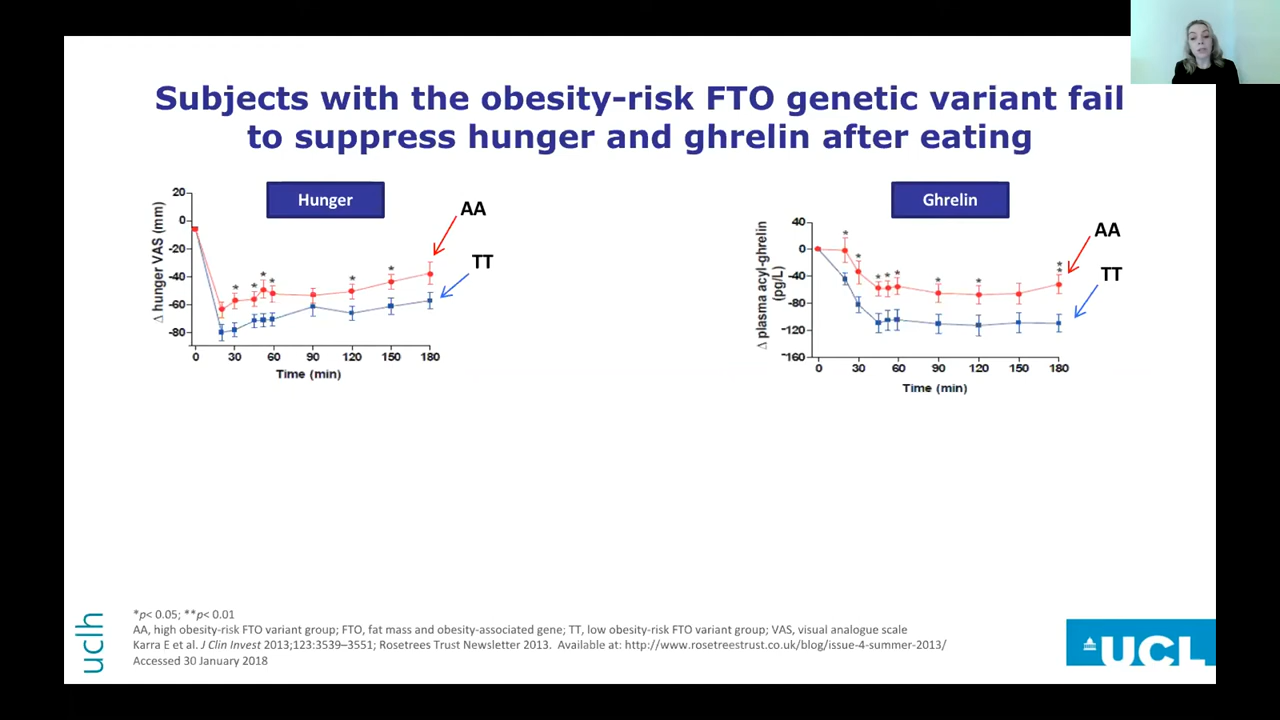 Subjects with the obesity-risk FTO genetic variant fail
to suppress hunger and ghrelin after eating
Hunger
AA
TT
Δ hunger VAS (mm)
20
0
-20
-40
-60
-80
* * * * * * *
0 30 60 90 120 150 180
Time (min)
Ghrelin
AA
TT
Δ plasma acyl-ghrelin
(pg/L)
40
0
-40
-80
-120
-160
* * * * * * * **
0 30 60 90 120 150 180
Time (min)
*p< 0.05; **p< 0.01
AA, high obesity-risk FTO variant group; FTO, fat mass and obesity-associated gene; TT, low obesity-risk FTO variant group; VAS, visual analogue scale
Karra E et al. J Clin Invest 2013;123:3539–3551; Rosetrees Trust Newsletter 2013. Available at: http://www.rosetreestrust.co.uk/blog/issue-4-summer-2013/
Accessed 30 January 2018
uclh
UCL